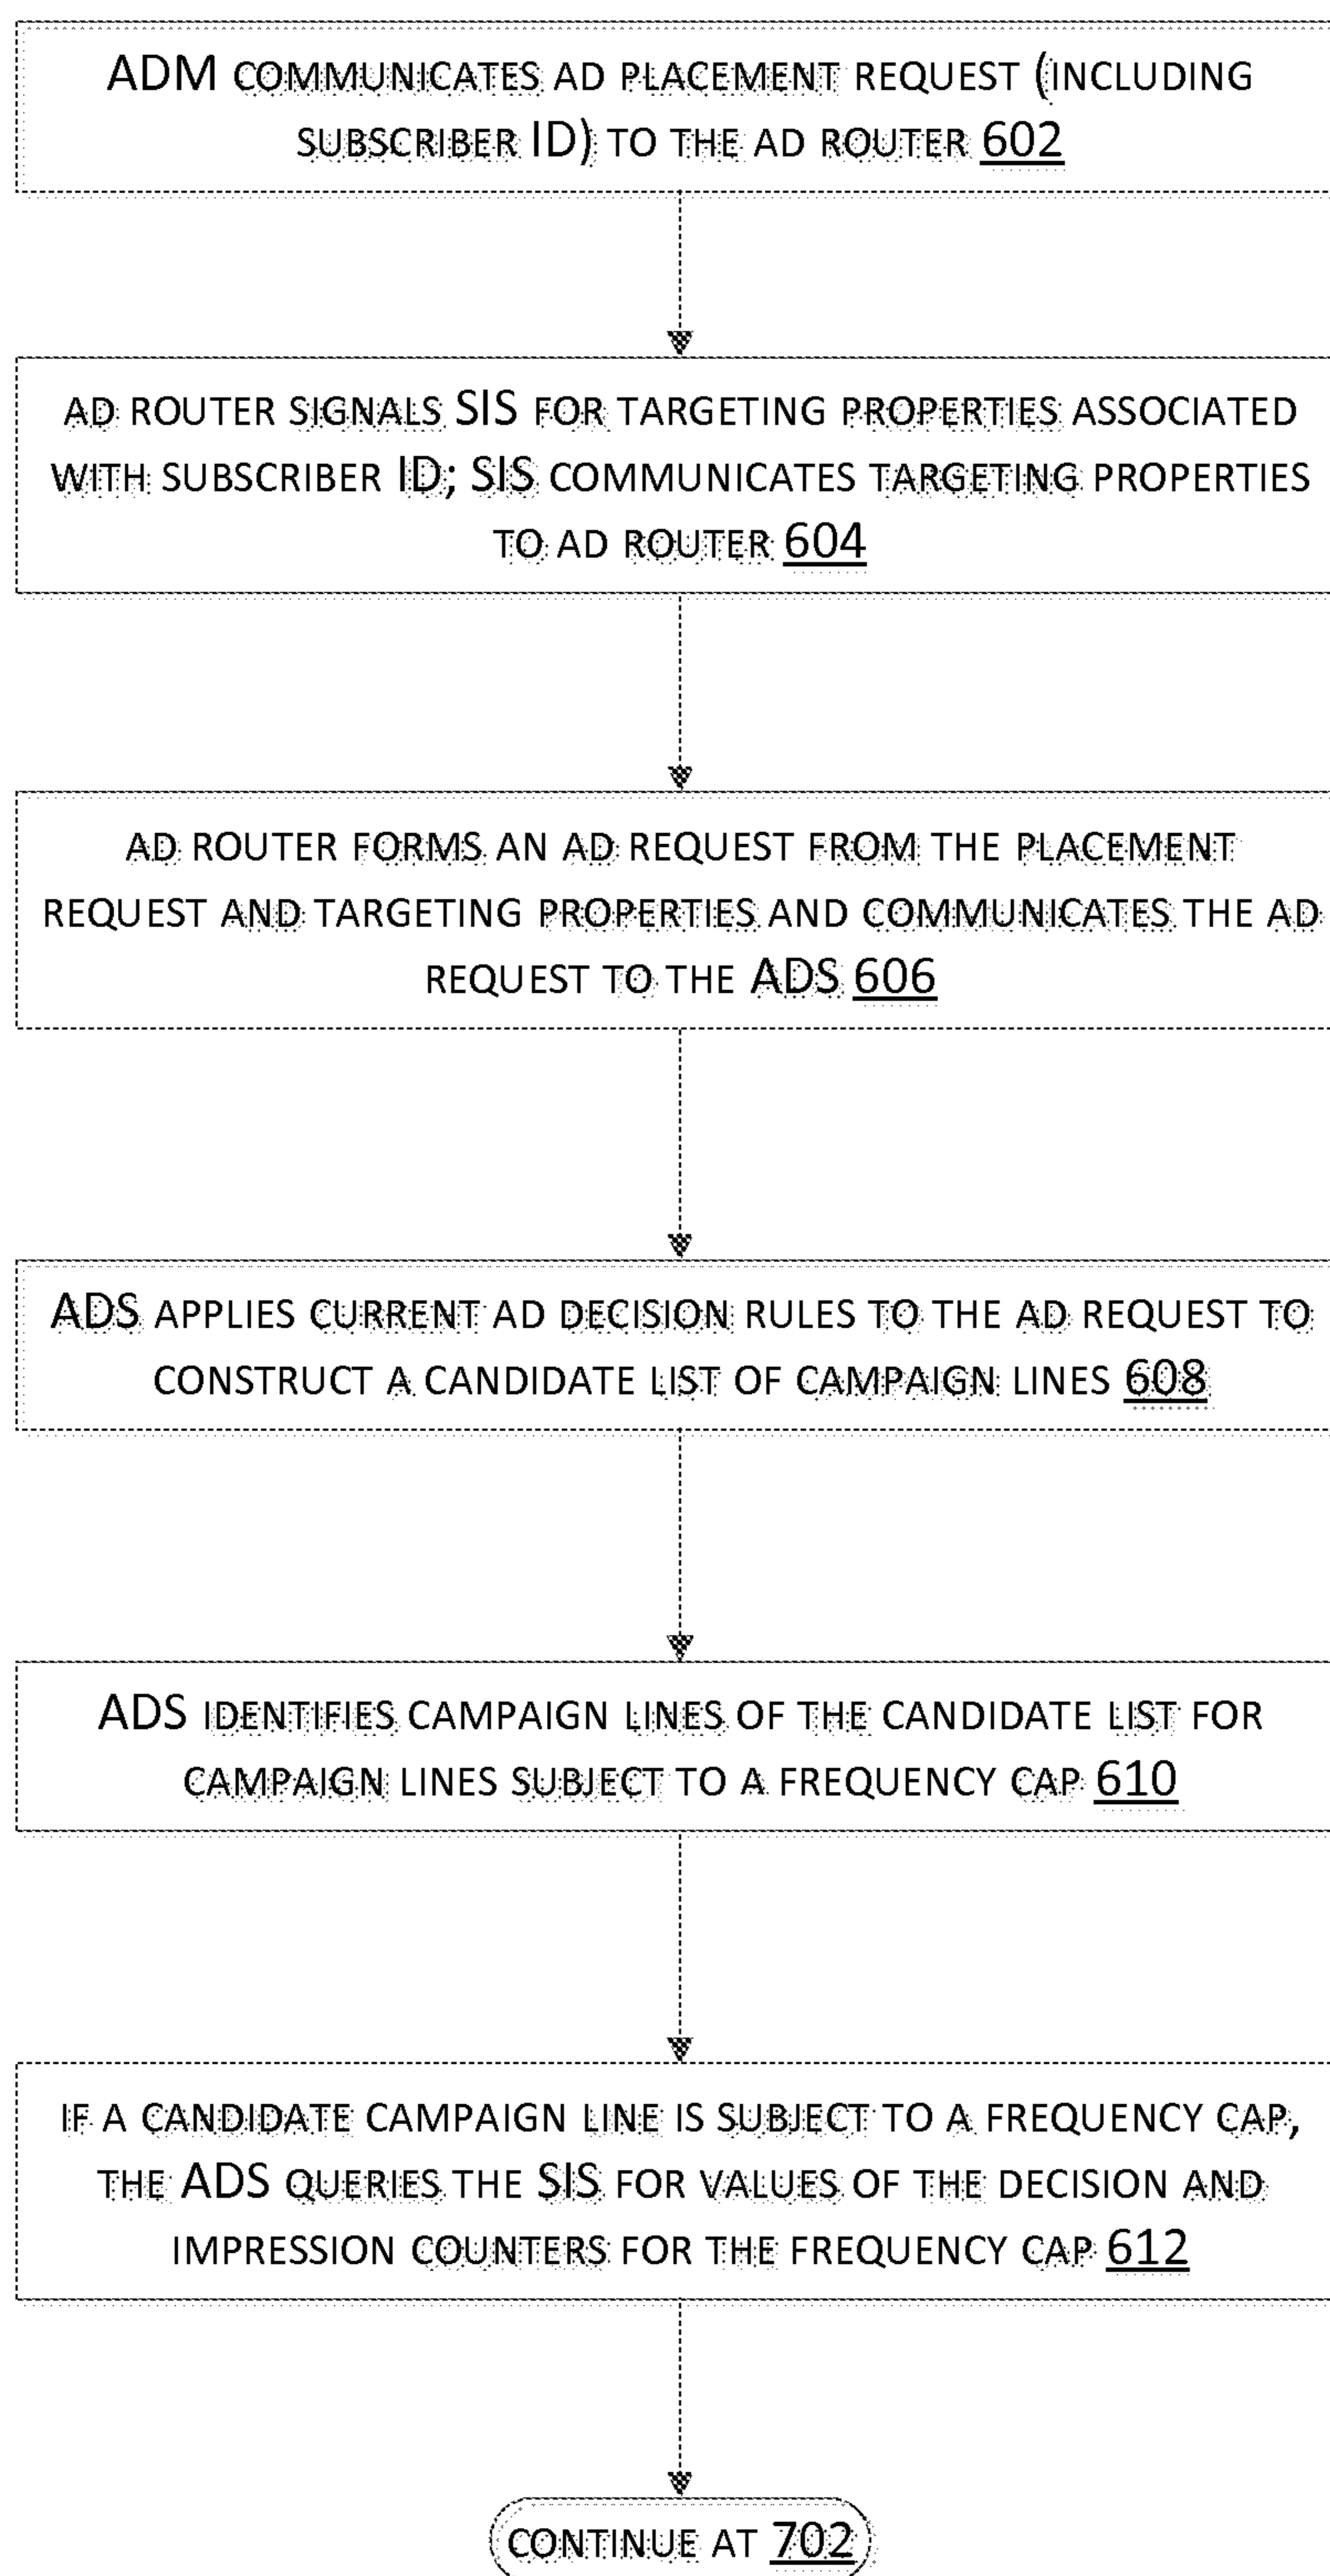 ADM COMMUNICATES AD PLACEMENT REQUEST (INCLUDING
SUBSCRIBER ID) TO THE AD ROUTER 602
AD ROUTER SIGNALS SIS FOR TARGETING PROPERTIES ASSOCIATED
WITH SUBSCRIBER ID; SIS COMMUNICATES TARGETING PROPERTIES
TO AD ROUTER 604
AD ROUTER FORMS AN AD REQUEST FROM THE PLACEMENT
REQUEST AND TARGETING PROPERTIES AND COMMUNICATES THE AD
REQUEST TO THE ADS 606
ADS APPLIES CURRENT AD DECISION RULES TO THE AD REQUEST TO
CONSTRUCT A CANDIDATE LIST OF CAMPAIGN LINES 608
ADS IDENTIFIES CAMPAIGN LINES OF THE CANDIDATE LIST FOR
CAMPAIGN LINES SUBJECT TO A FREQUENCY CAP 610
IF A CANDIDATE CAMPAIGN LINE IS SUBJECT TO A FREQUENCY CAP,
THE ADS QUERIES THE SIS FOR VALUES OF THE DECISION AND
IMPRESSION COUNTERS FOR THE FREQUENCY CAP 612
CONTINUE AT 702